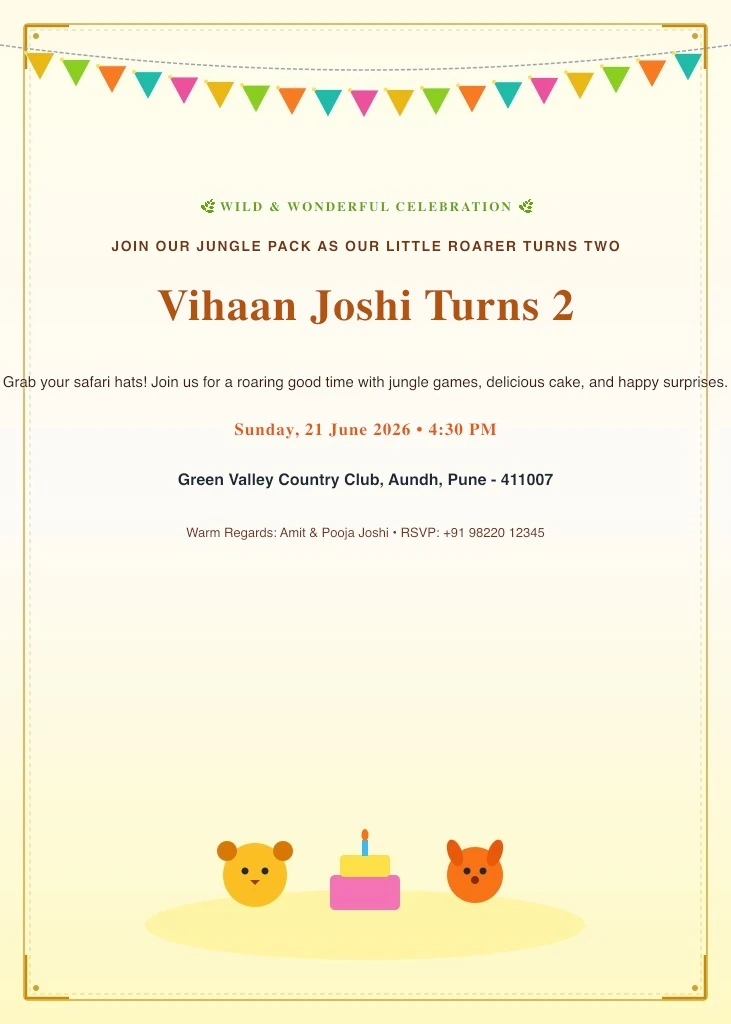 🌿 WILD & WONDERFUL CELEBRATION 🌿
JOIN OUR JUNGLE PACK AS OUR LITTLE ROARER TURNS TWO
Vihaan Joshi Turns 2
Grab your safari hats! Join us for a roaring good time with jungle games, delicious cake, and happy surprises.
Sunday, 21 June 2026 • 4:30 PM
Green Valley Country Club, Aundh, Pune - 411007
Warm Regards: Amit & Pooja Joshi • RSVP: +91 98220 12345